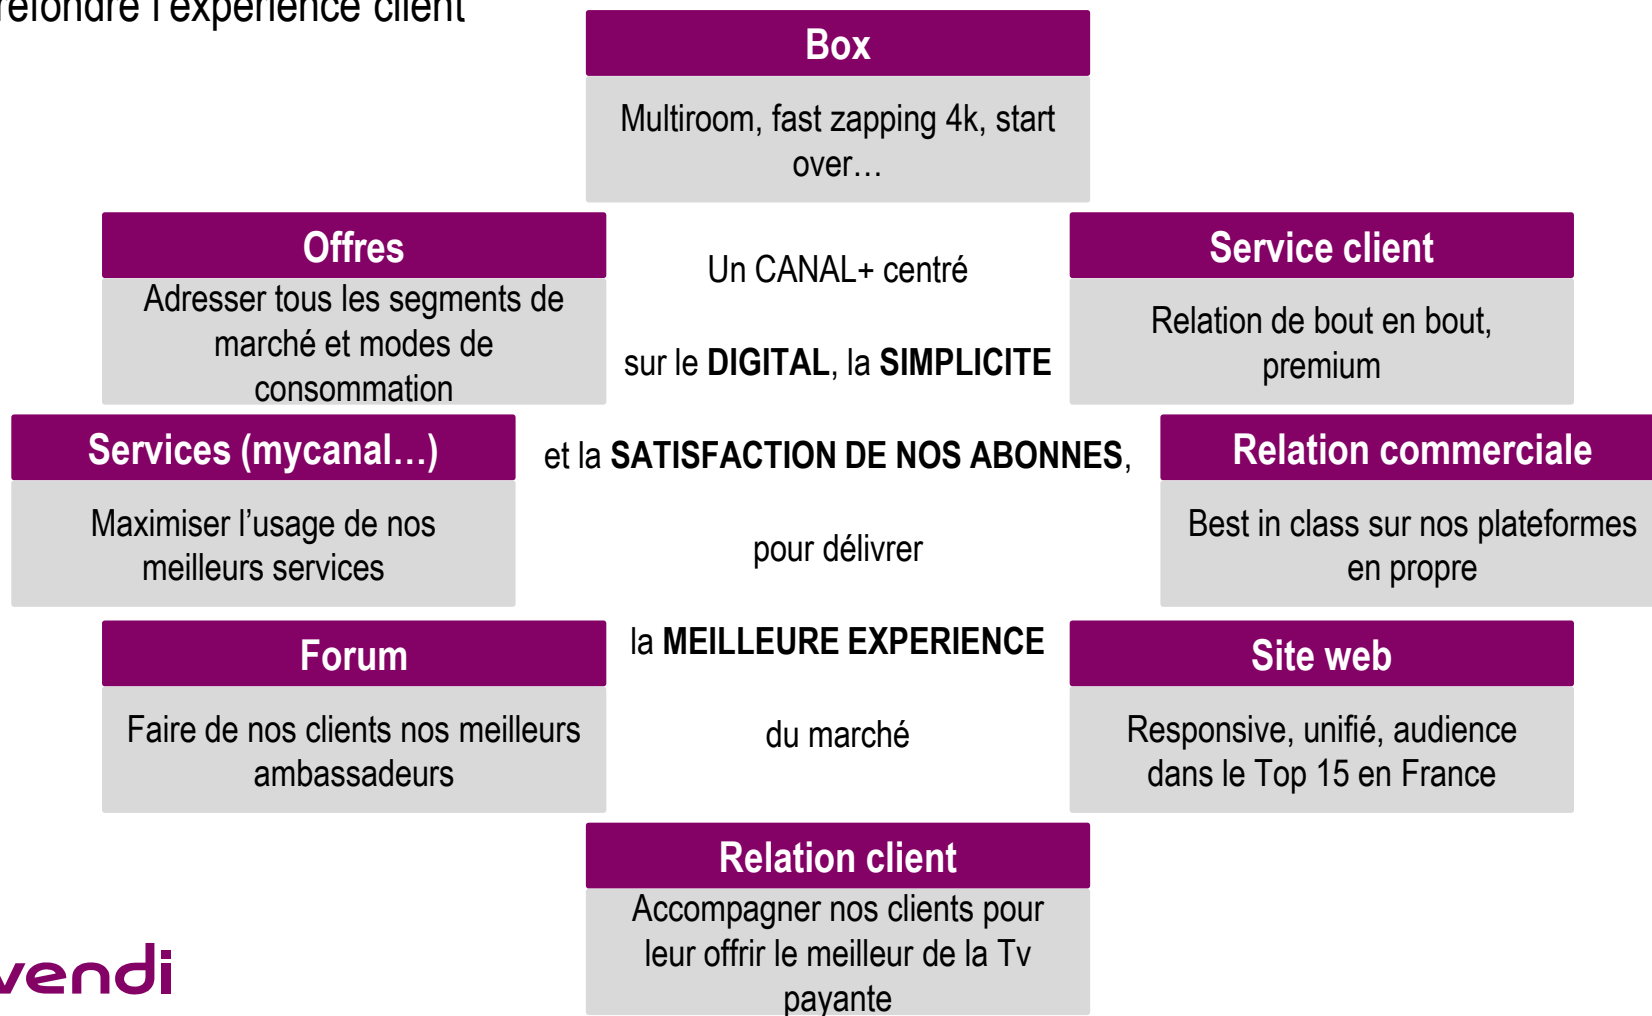 refondre l'expérience client
Box
Multiroom, fast zapping 4k, start
over…
Offres
Adresser tous les segments de
marché et modes de
consommation
Service client
Relation de bout en bout,
premium
Services (mycanal…)
Maximiser l’usage de nos
meilleurs services
Relation commerciale
Best in class sur nos plateformes
en propre
Forum
Faire de nos clients nos meilleurs
ambassadeurs
Site web
Responsive, unifié, audience
dans le Top 15 en France
Relation client
Accompagner nos clients pour
leur offrir le meilleur de la Tv
payante
Un CANAL+ centré
sur le DIGITAL, la SIMPLICITE
et la SATISFACTION DE NOS ABONNES,
pour délivrer
la MEILLEURE EXPERIENCE
du marché
vendi